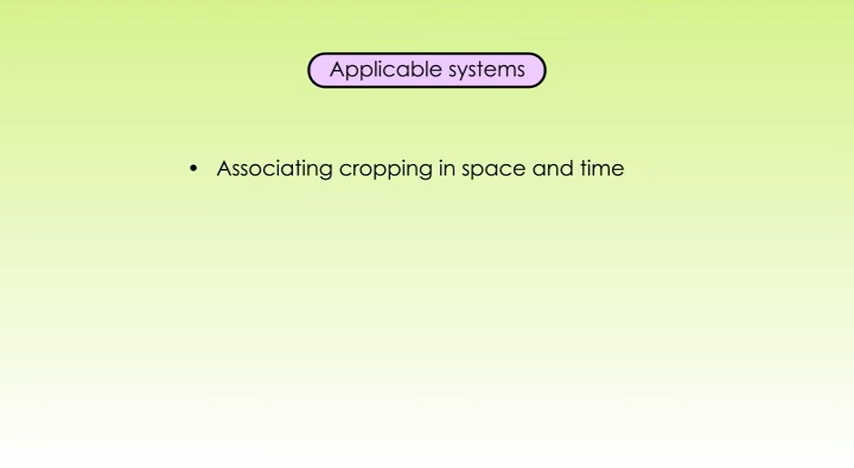 Applicable systems
• Associating cropping in space and time